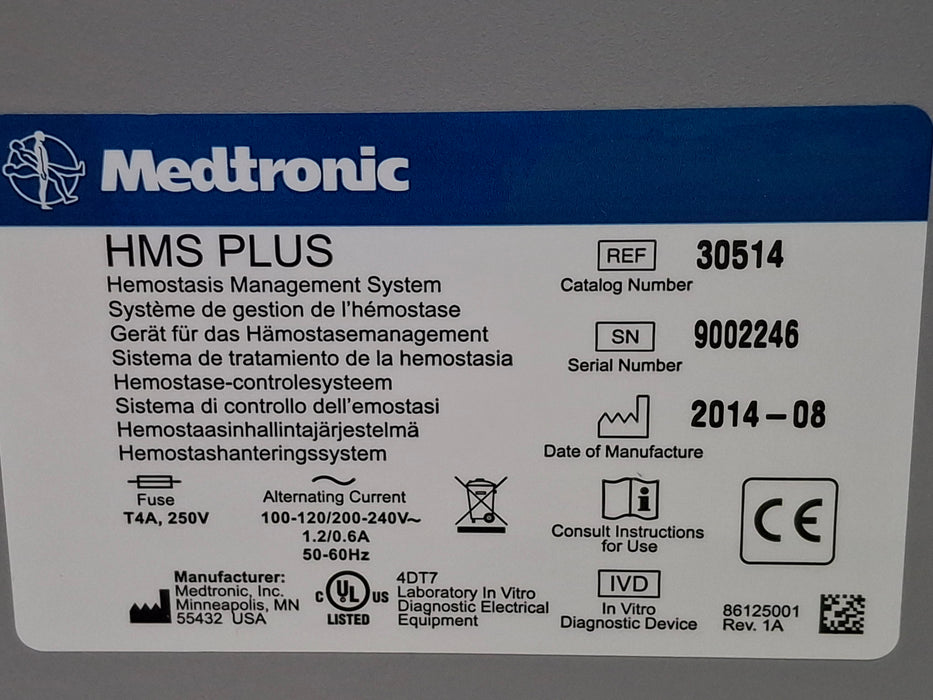 Medtronic
HMS PLUS
Hemostasis Management System
Système de gestion de l'hémostase
Gerät für das Hämostasemanagement
Sistema de tratamiento de la hemostasia
Hemostase-controlesysteem
Sistema di controllo dell'emostasi
Hemostaasinhallintajärjestelmä
Hemostashanteringssystem
REF 30514
Catalog Number
SN 9002246
Serial Number
2014-08
Date of Manufacture
Fuse
T4A, 250V
Alternating Current
100-120/200-240V~
1.2/0.6A
50-60Hz
Consult Instructions
for Use
CE
Manufacturer:
Medtronic, Inc.
Minneapolis, MN
55432 USA
C UL US
LISTED
4DT7
Laboratory In Vitro
Diagnostic Electrical
Equipment
IVD
In Vitro
Diagnostic Device
86125001
Rev. 1A